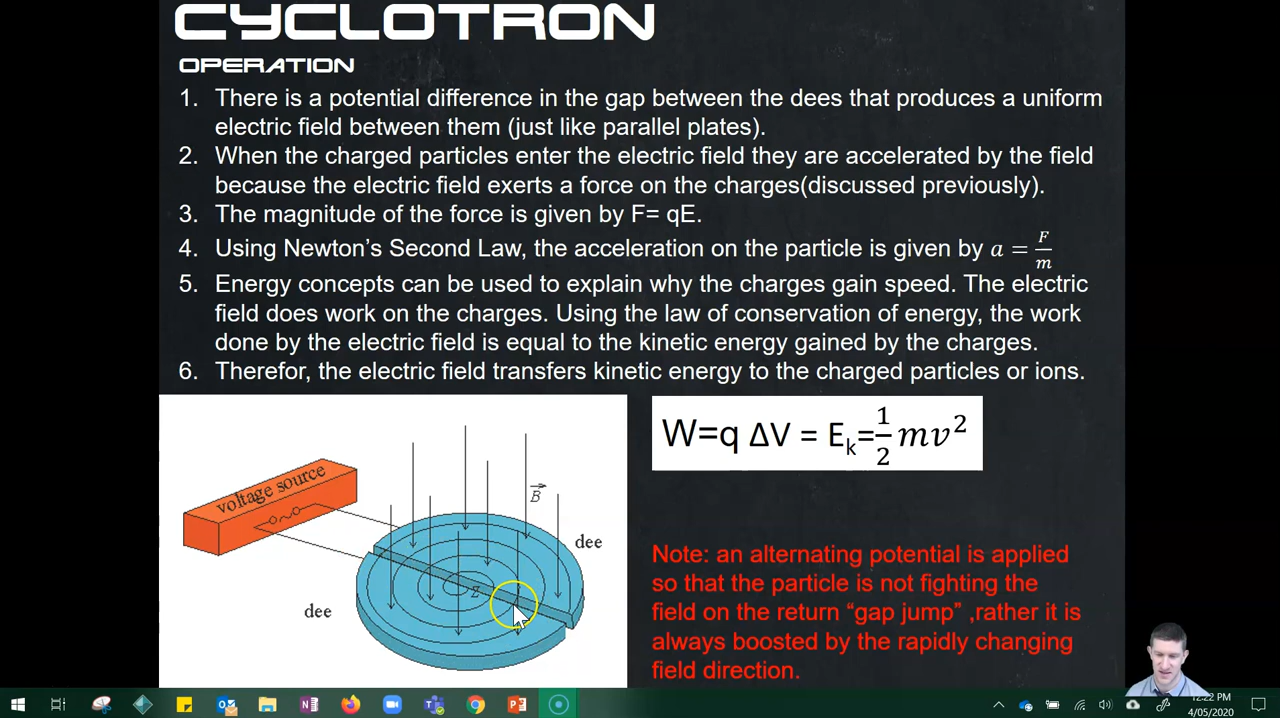 CYCLOTRON
OPERATION
1. There is a potential difference in the gap between the dees that produces a uniform
electric field between them (just like parallel plates).
2. When the charged particles enter the electric field they are accelerated by the field
because the electric field exerts a force on the charges(discussed previously).
3. The magnitude of the force is given by F= qE.
4. Using Newton's Second Law, the acceleration on the particle is given by a = F/m
5. Energy concepts can be used to explain why the charges gain speed. The electric
field does work on the charges. Using the law of conservation of energy, the work
done by the electric field is equal to the kinetic energy gained by the charges.
6. Therefor, the electric field transfers kinetic energy to the charged particles or ions.
voltage source
B
dee
dee
W=q ΔV = Ek=1/2 mv²
Note: an alternating potential is applied
so that the particle is not fighting the
field on the return “gap jump” ,rather it is
always boosted by the rapidly changing
field direction.
12:22 PM
4/05/2020